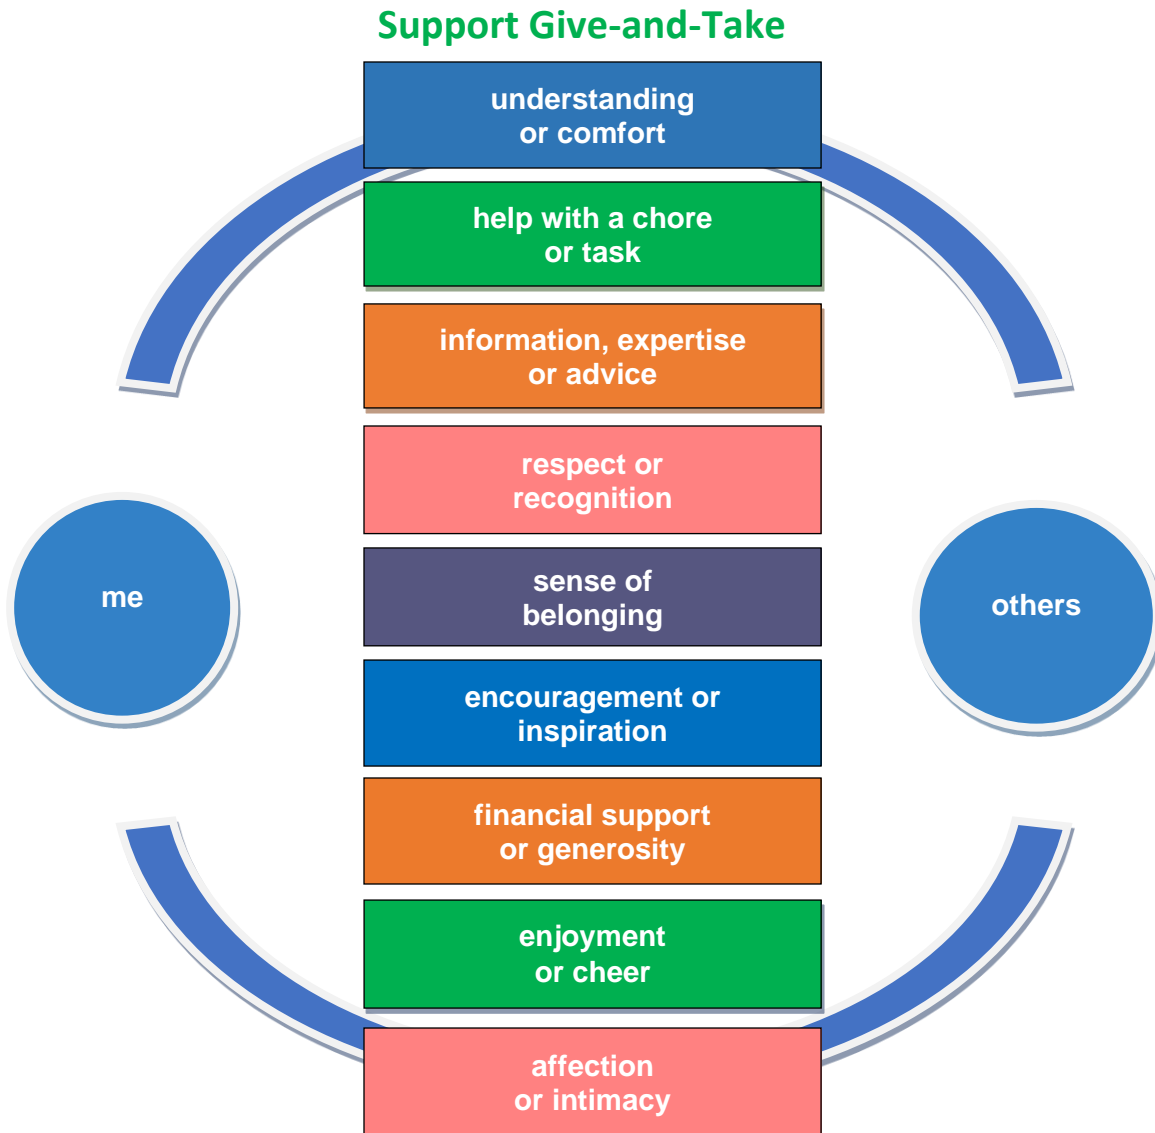 Support Give-and-Take
understanding
or comfort
help with a chore
or task
information, expertise
or advice
respect or
recognition
me
sense of
belonging
others
encouragement or
inspiration
financial support
or generosity
enjoyment
or cheer
affection
or intimacy